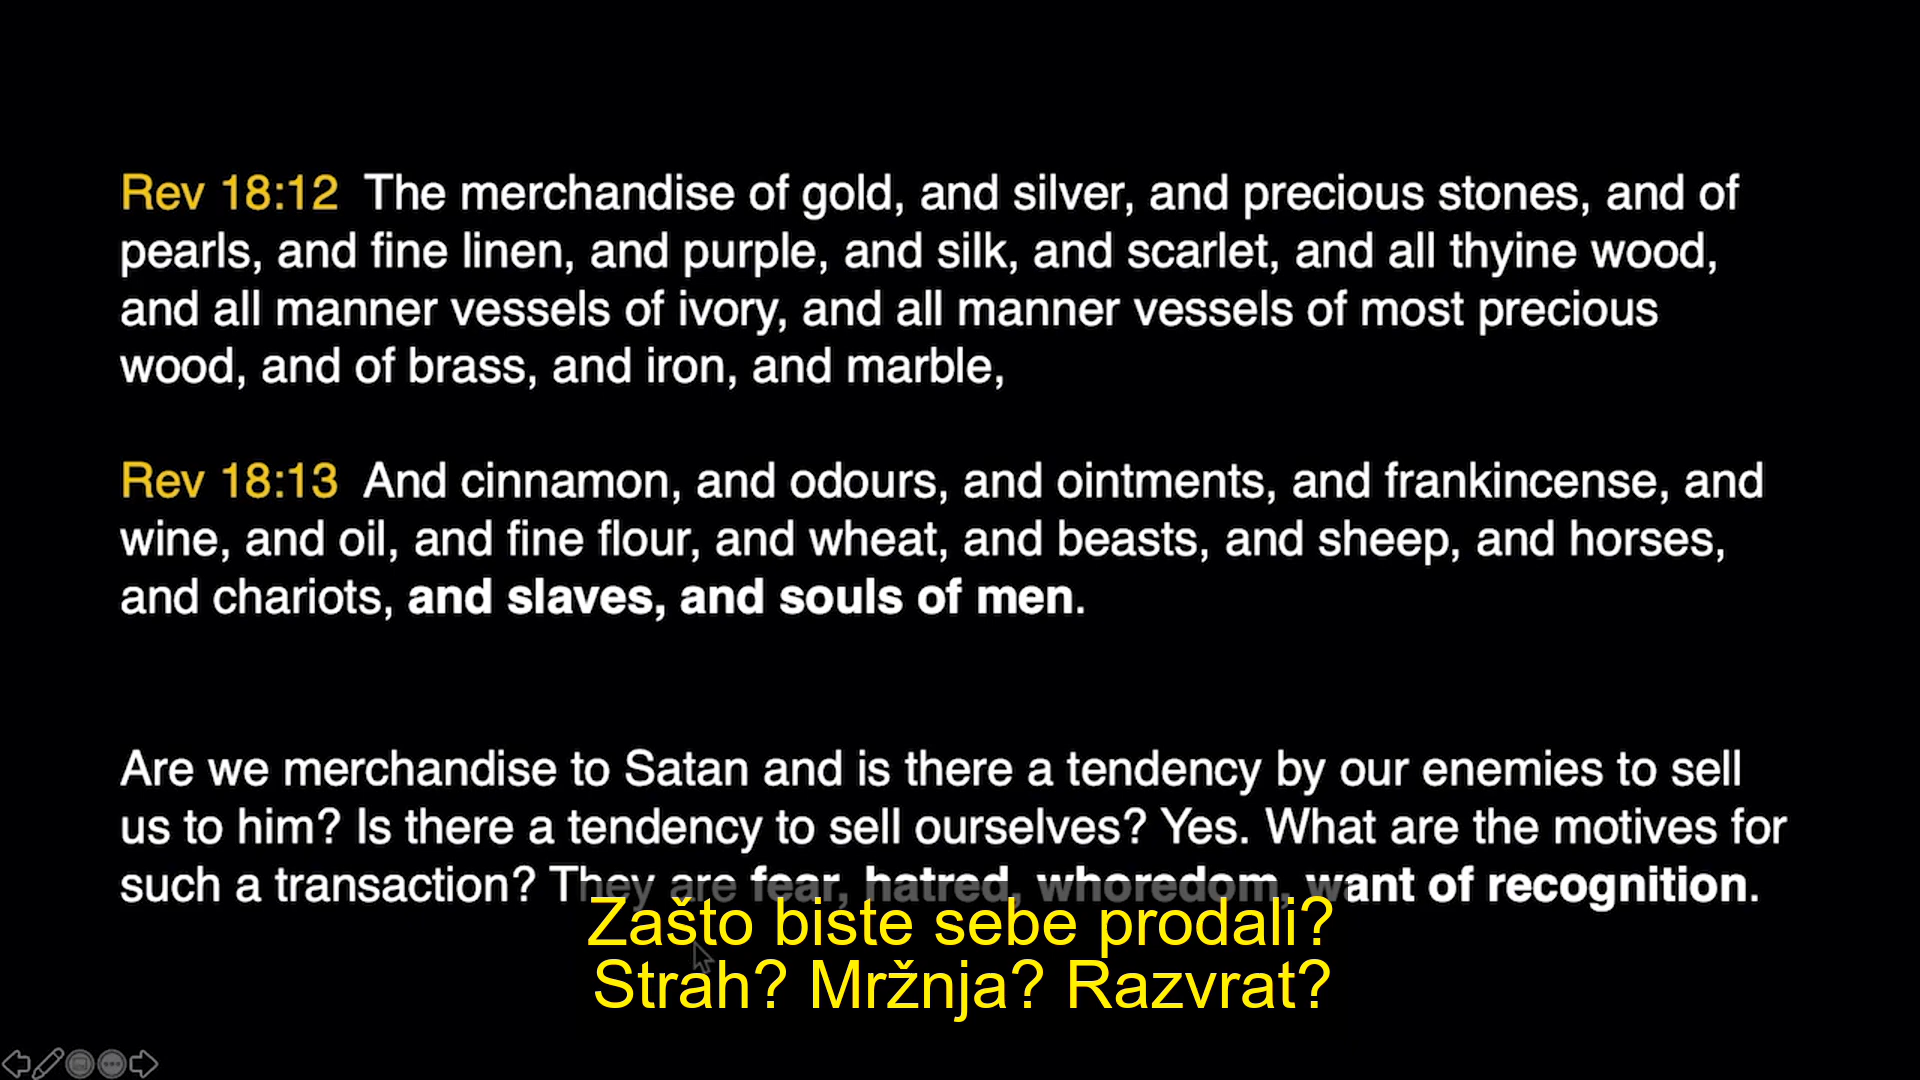 Rev 18:12 The merchandise of gold, and silver, and precious stones, and of
pearls, and fine linen, and purple, and silk, and scarlet, and all thyine wood,
and all manner vessels of ivory, and all manner vessels of most precious
wood, and of brass, and iron, and marble,
Rev 18:13 And cinnamon, and odours, and ointments, and frankincense, and
wine, and oil, and fine flour, and wheat, and beasts, and sheep, and horses,
and chariots, and slaves, and souls of men.
Are we merchandise to Satan and is there a tendency by our enemies to sell
us to him? Is there a tendency to sell ourselves? Yes. What are the motives for
such a transaction? They are fear, hatred, whoredom, want of recognition.
Zašto biste sebe prodali?
Strah? Mržnja? Razvrat?